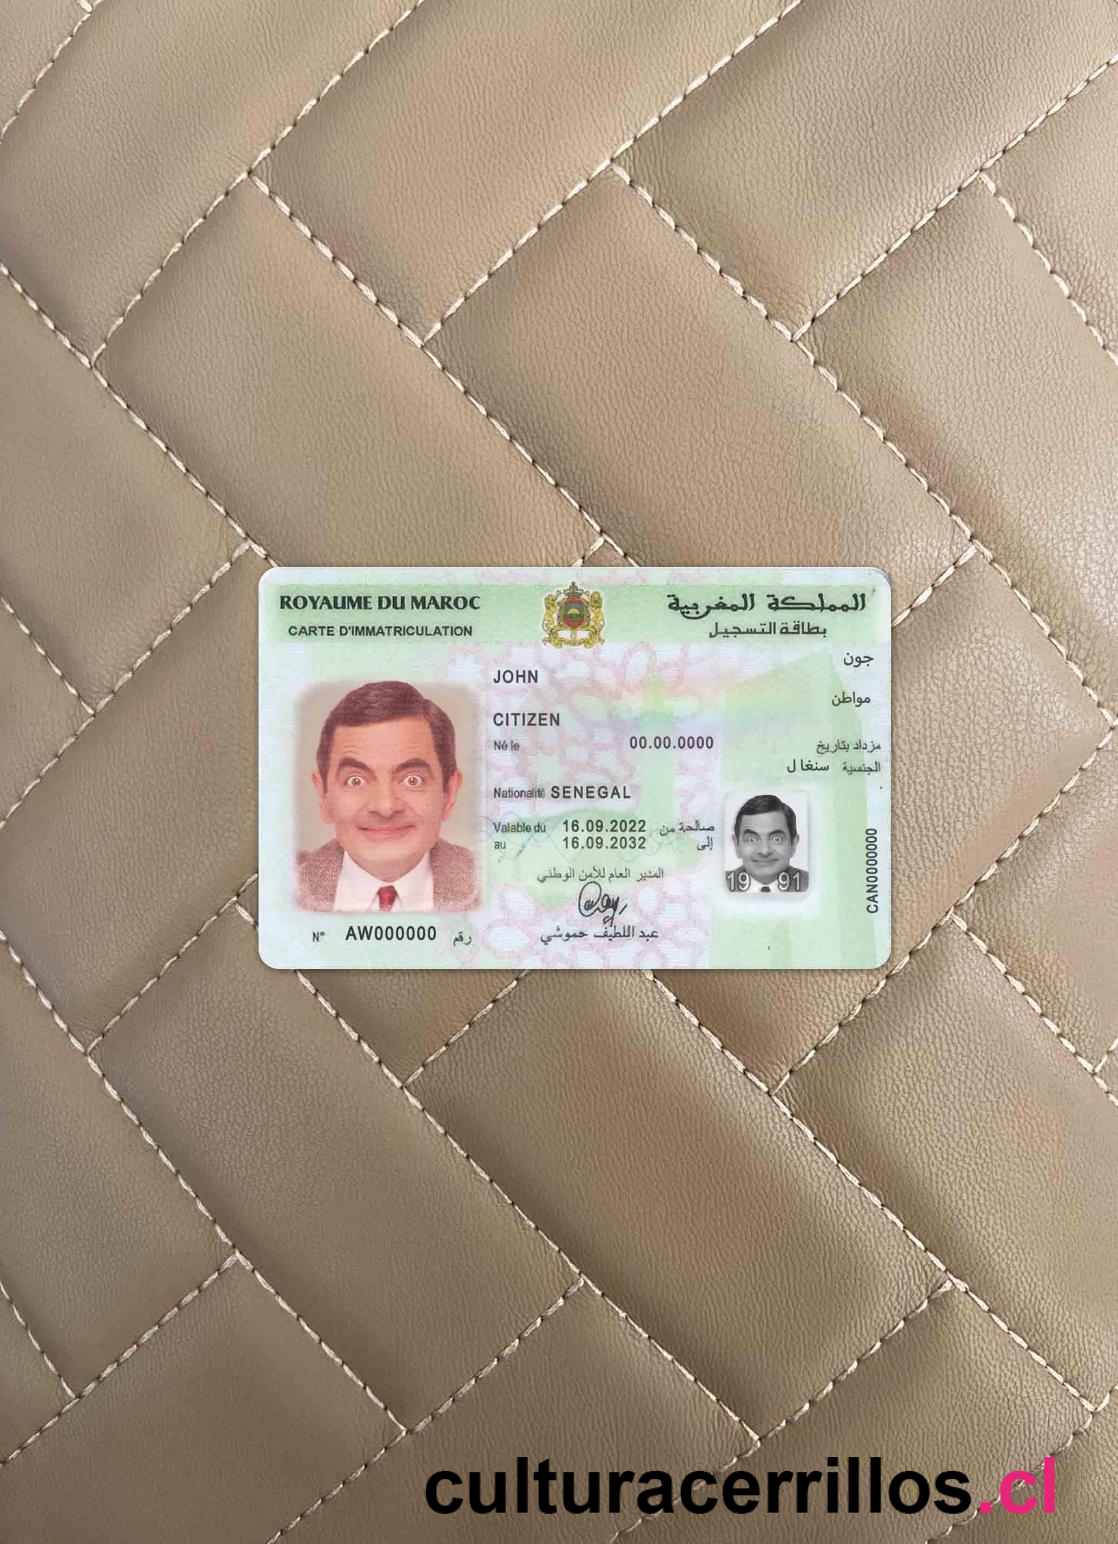 ROYAUME DU MAROC
المملكة المغربية
CARTE D'IMMATRICULATION
بطاقة التسجيل
جون
JOHN
مواطن
CITIZEN
Né le 00.00.0000 مزداد بتاريخ
الجنسية سنغا ل
Nationalité SENEGAL
Valable du 16.09.2022 صالحة من
au 16.09.2032 إلى
المدير العام للأمن الوطني
عبد اللطيف حموشي
N° AW000000 رقم
19 91
CAN0000000
culturacerrillos.cl